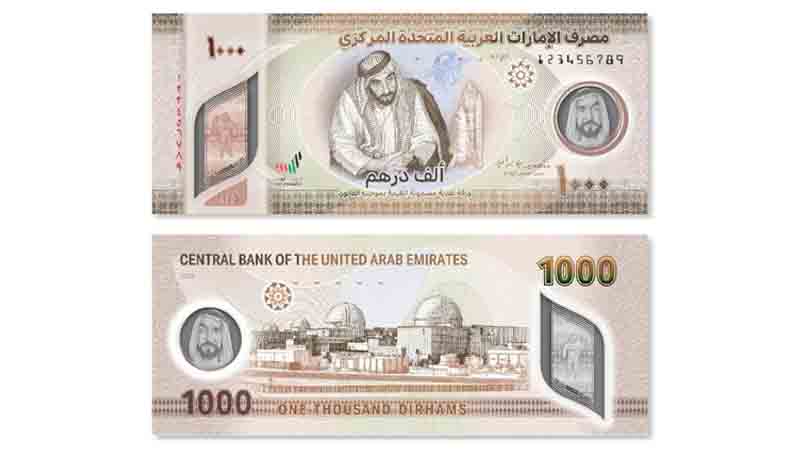 مصرف الإمارات العربية المتحدة المركزي
١٠٠٠
123456789
ألف درهم
١٠٠٠
ورقة نقدية مضمونة القيمة بموجب القانون
CENTRAL BANK OF THE UNITED ARAB EMIRATES
1000
1000
ONE THOUSAND DIRHAMS